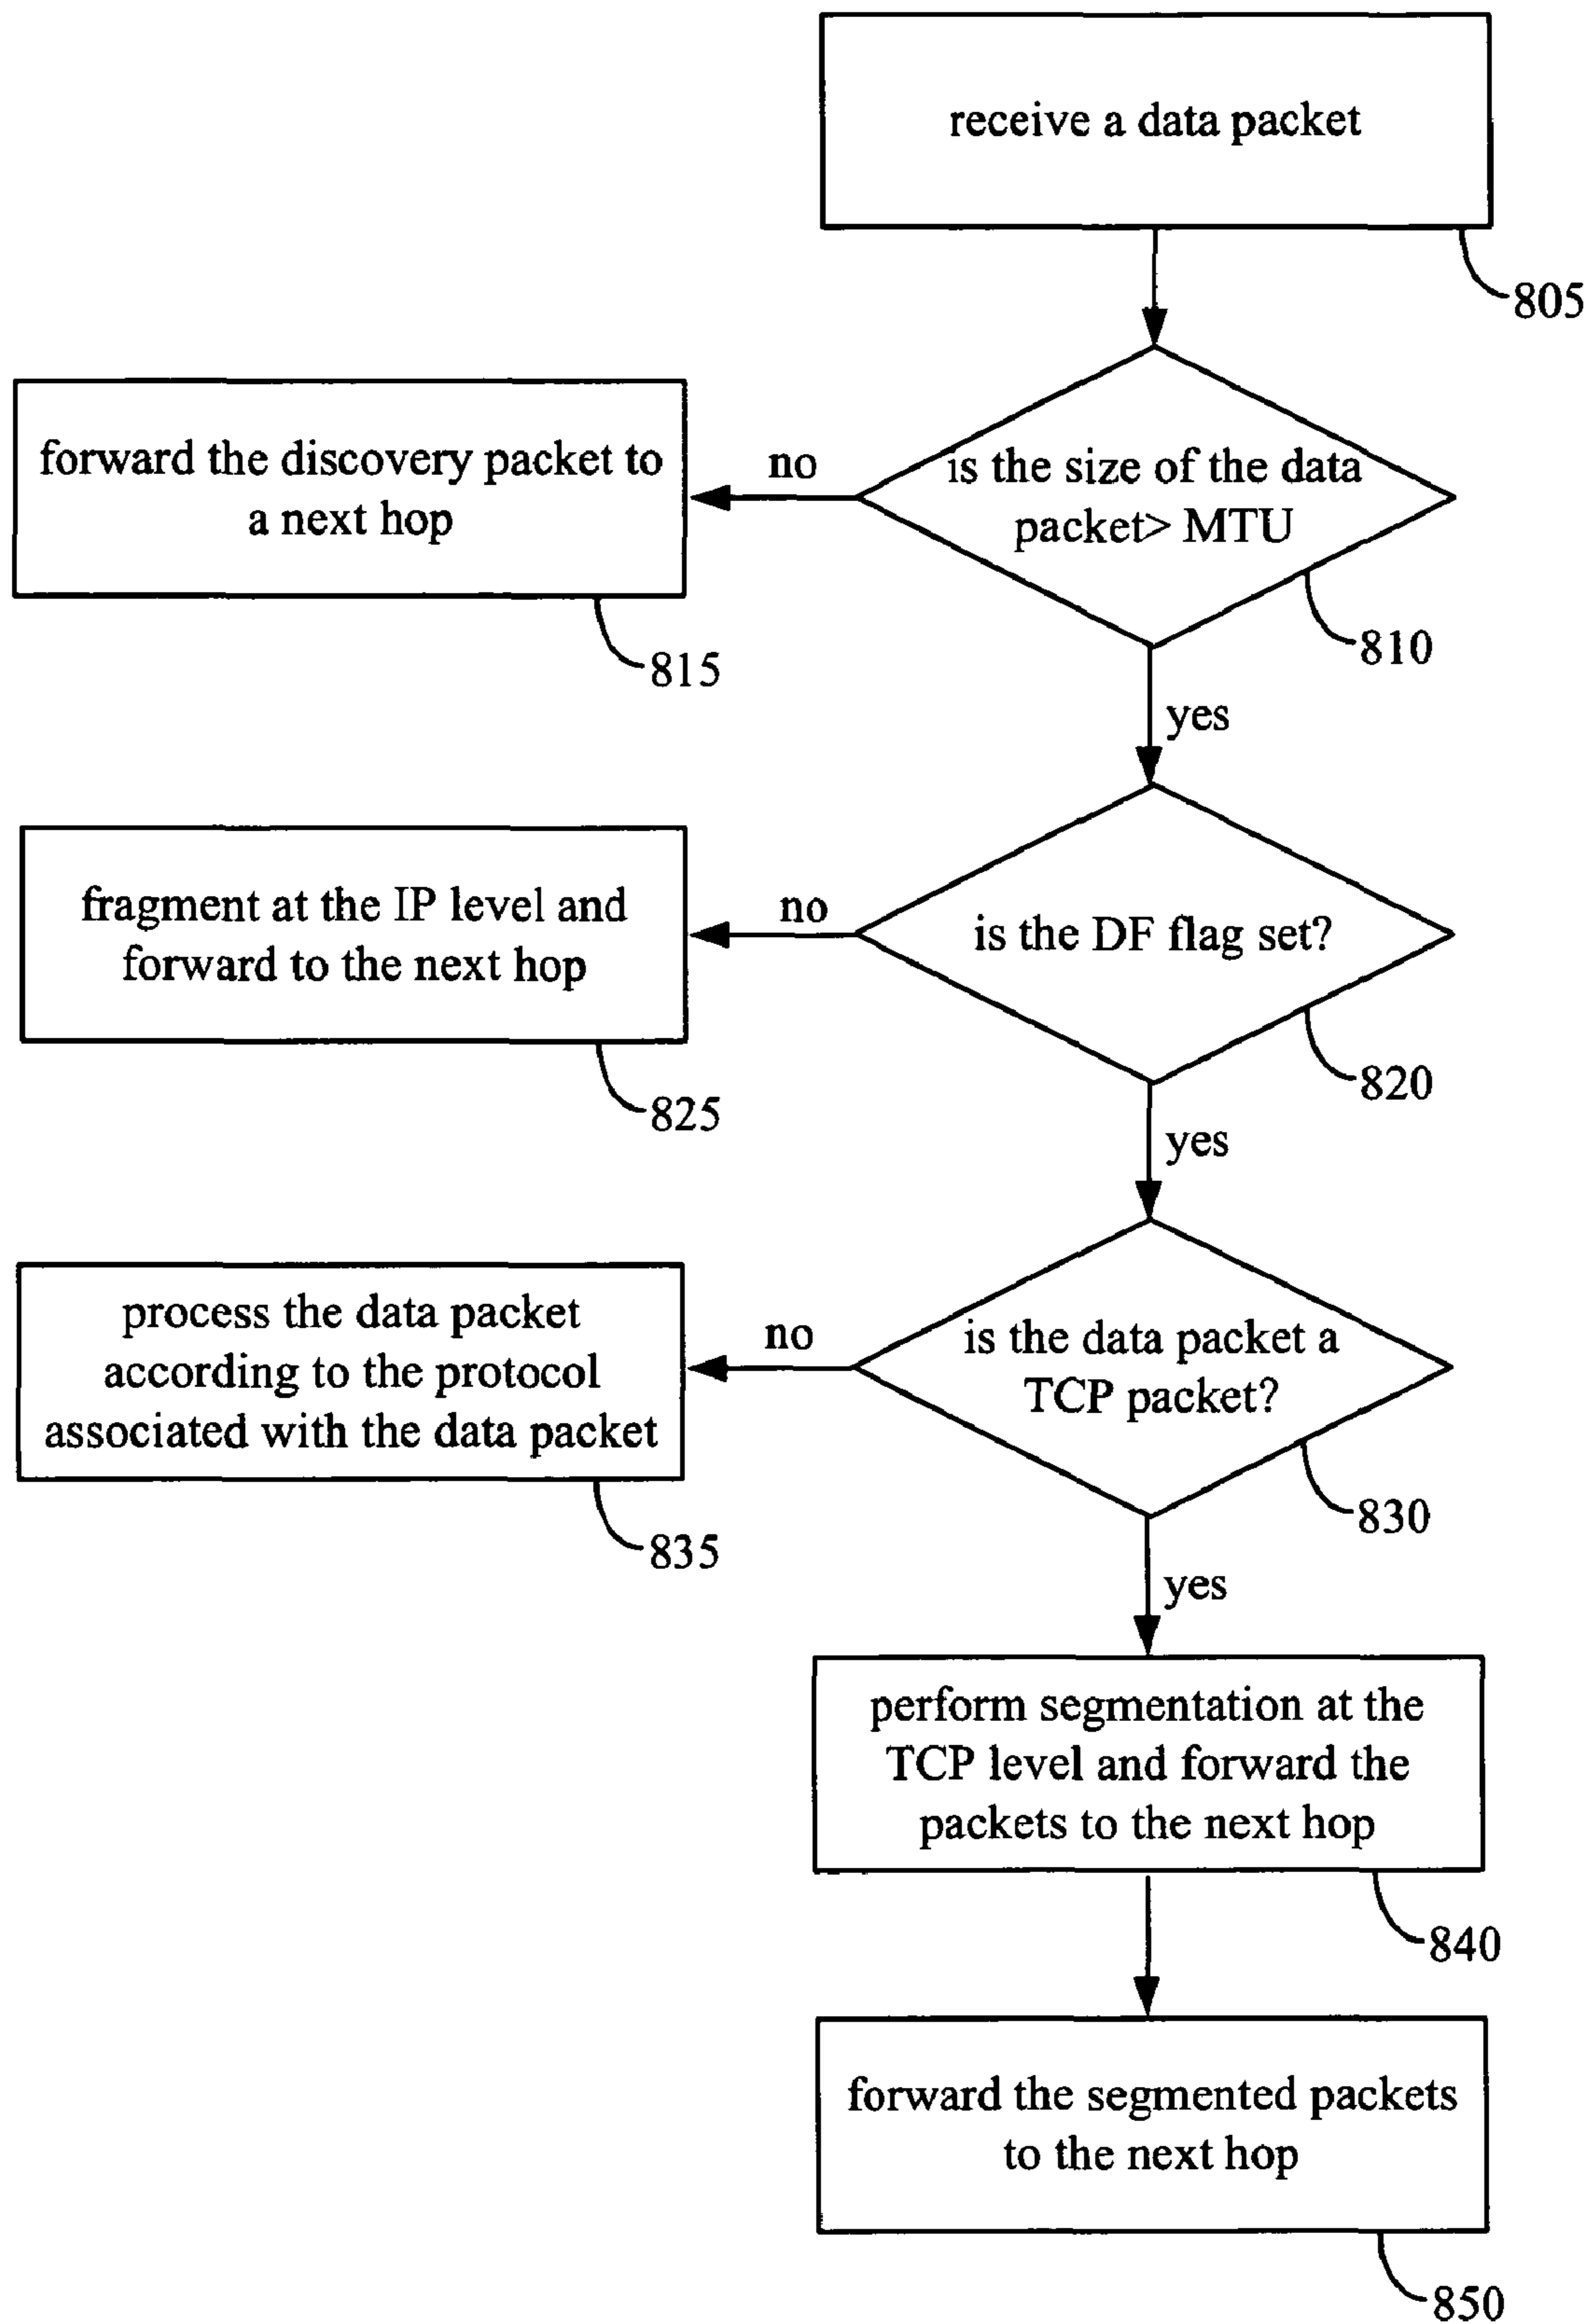 receive a data packet
805
is the size of the data
packet> MTU
810
no
forward the discovery packet to
a next hop
815
yes
is the DF flag set?
820
no
fragment at the IP level and
forward to the next hop
825
yes
is the data packet a
TCP packet?
830
no
process the data packet
according to the protocol
associated with the data packet
835
yes
perform segmentation at the
TCP level and forward the
packets to the next hop
840
forward the segmented packets
to the next hop
850